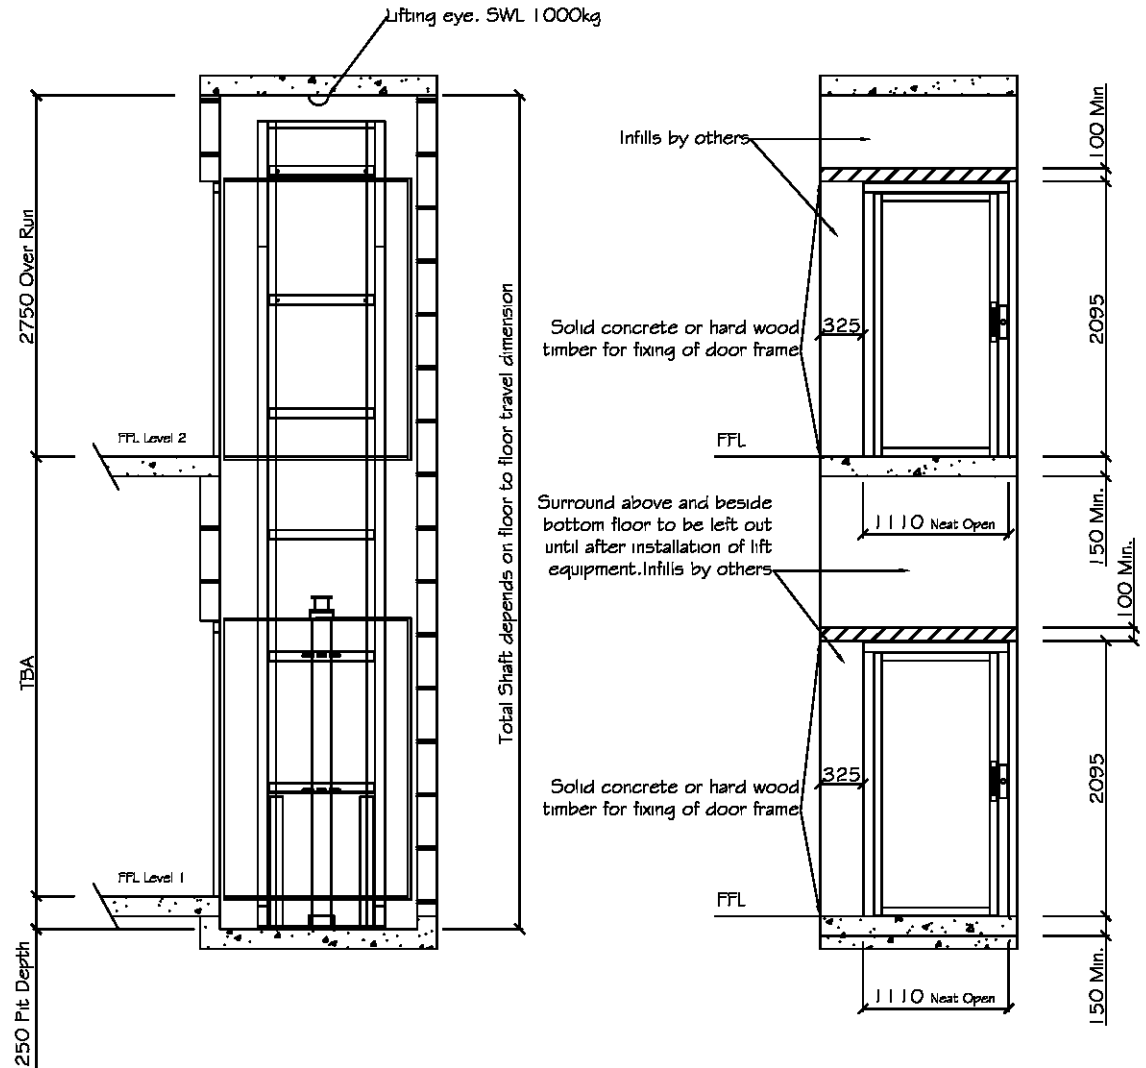 Lifting eye. SWL 1000kg
2750 Over Run
FFL Level 2
TBA
FFL Level 1
250 Pit Depth
Total Shaft depends on floor to floor travel dimension
Infills by others
100 Min
Solid concrete or hard wood
timber for fixing of door frame
325
2095
FFL
1110 Neat Open
150 Min.
Surround above and beside
bottom floor to be left out
until after installation of lift
equipment.Infills by others
100 Min.
Solid concrete or hard wood
timber for fixing of door frame
325
2095
FFL
1110 Neat Open
150 Min.